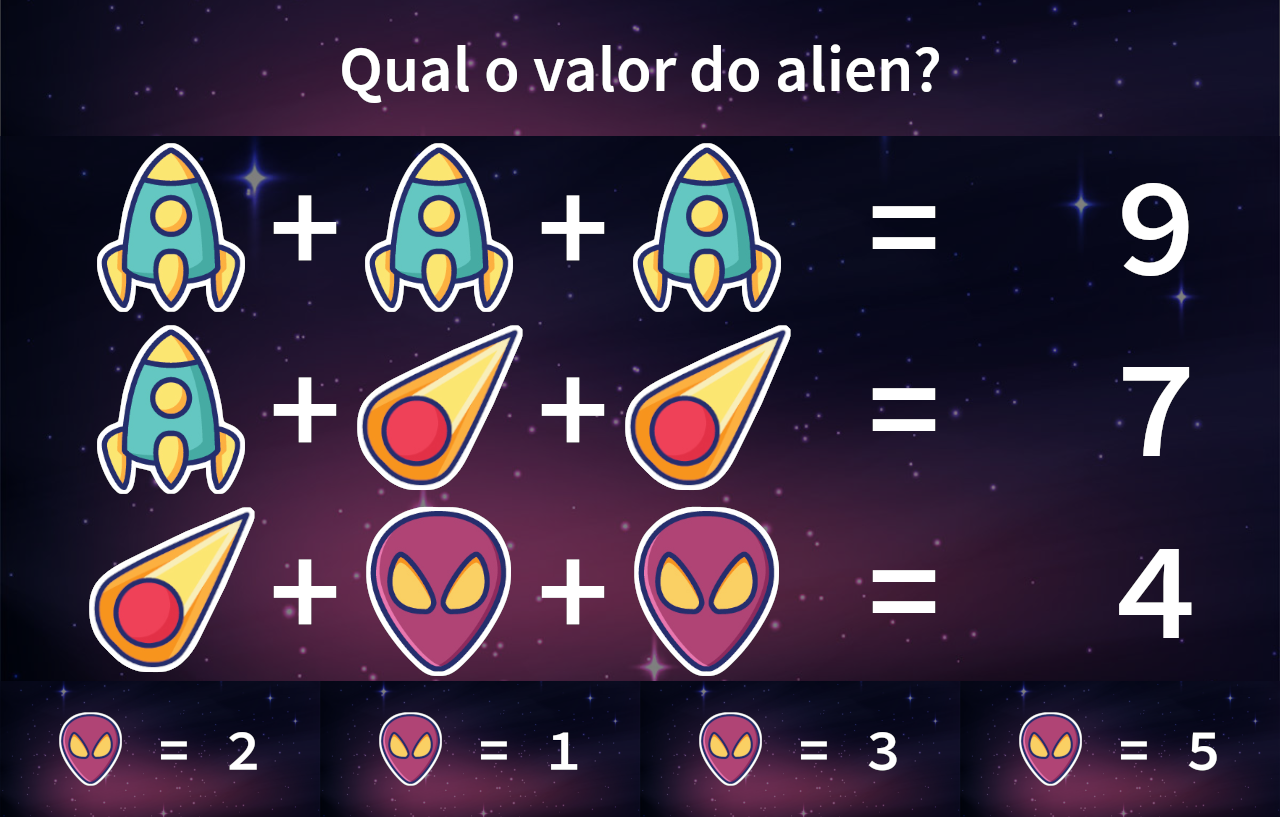 Qual o valor do alien?
+ + = 9
+ + = 7
+ + = 4
= 2 = 1 = 3 = 5